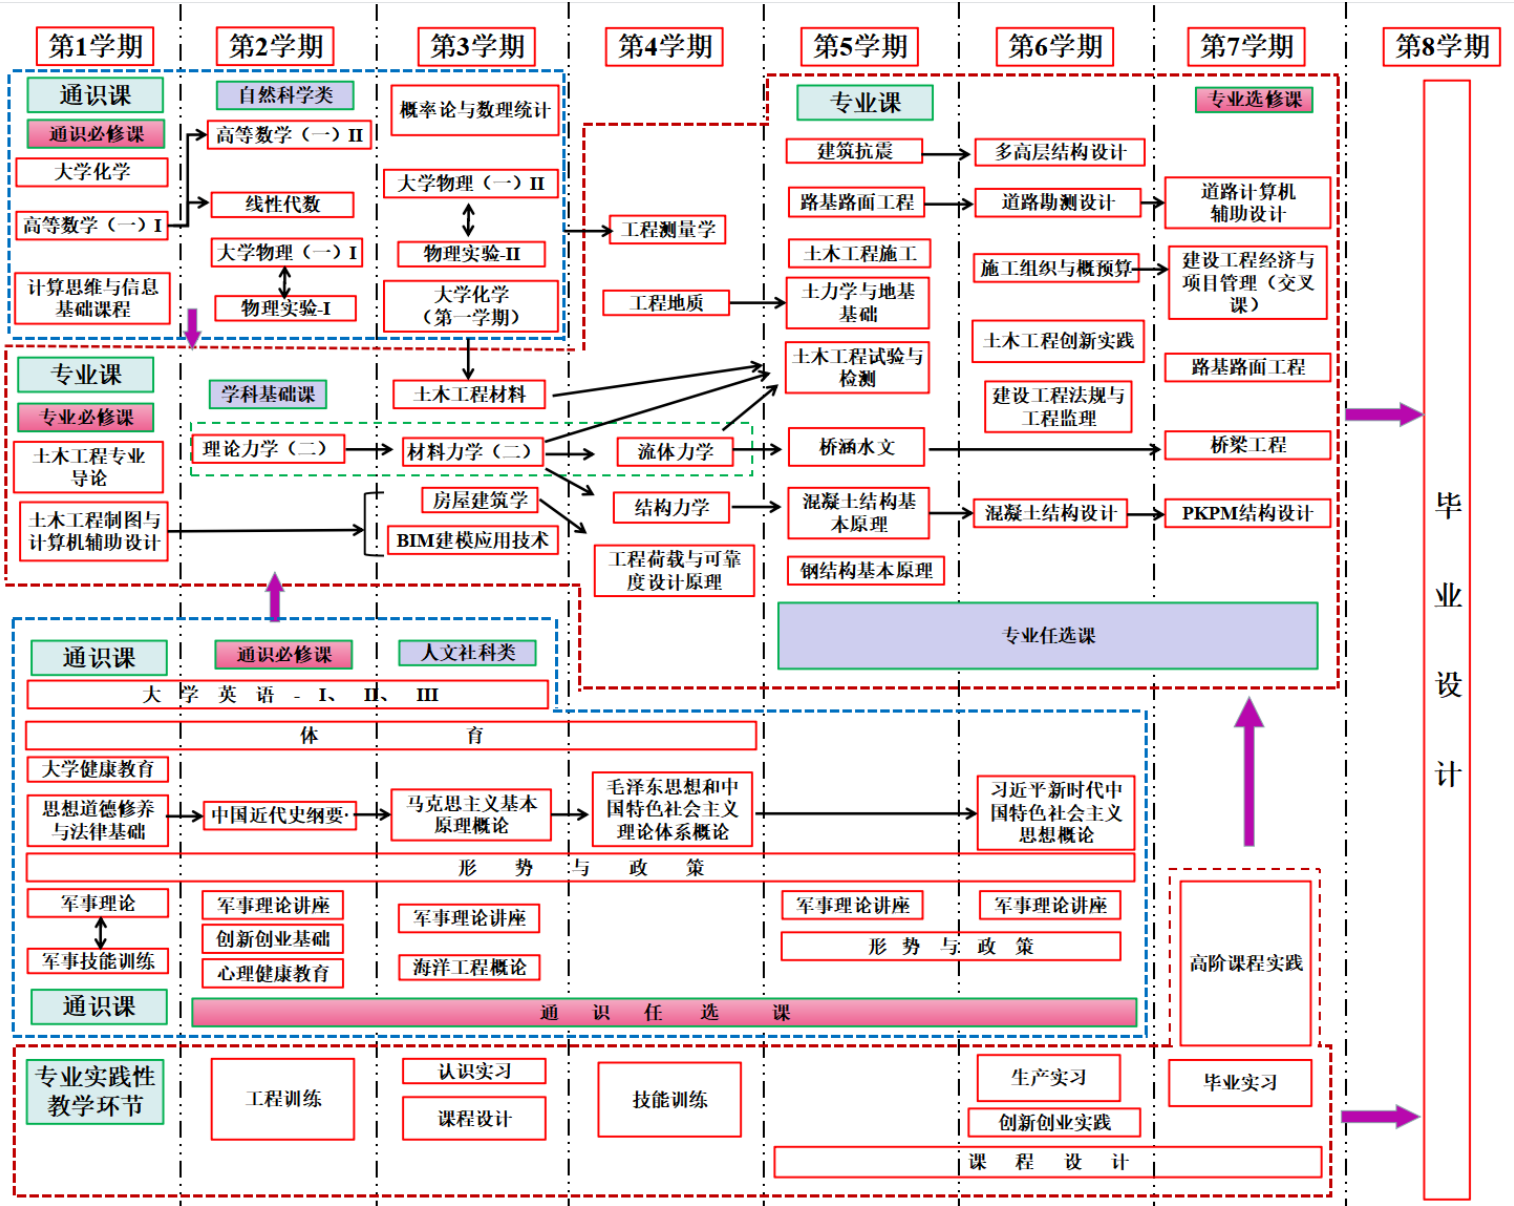 第1学期
第2学期
第3学期
第4学期
第5学期
第6学期
第7学期
第8学期
通识课
通识必修课
大学化学
高等数学（一）I
计算思维与信息
基础课程
自然科学类
高等数学（一）II
线性代数
大学物理（一）I
物理实验-I
概率论与数理统计
大学物理（一）II
物理实验-II
大学化学
（第一学期）
工程测量学
工程地质
专业课
建筑抗震
路基路面工程
土木工程施工
土力学与地基
基础
土木工程试验与
检测
多高层结构设计
道路勘测设计
施工组织与概预算
土木工程创新实践
建设工程法规与
工程监理
专业选修课
道路计算机
辅助设计
建设工程经济与
项目管理（交叉
课）
路基路面工程
专业课
专业必修课
土木工程专业
导论
土木工程制图与
计算机辅助设计
学科基础课
理论力学（二）
土木工程材料
材料力学（二）
房屋建筑学
BIM建模应用技术
流体力学
结构力学
工程荷载与可靠
度设计原理
桥涵水文
混凝土结构基
本原理
钢结构基本原理
混凝土结构设计
桥梁工程
PKPM结构设计
专业任选课
通识课
通识必修课
人文社科类
大 学 英 语 - I、 II、 III
体 育
大学健康教育
思想道德修养
与法律基础
中国近代史纲要·
马克思主义基本
原理概论
毛泽东思想和中
国特色社会主义
理论体系概论
习近平新时代中
国特色社会主义
思想概论
形 势 与 政 策
军事理论
军事技能训练
军事理论讲座
创新创业基础
心理健康教育
军事理论讲座
海洋工程概论
军事理论讲座
军事理论讲座
形 势 与 政 策
高阶课程实践
通识课
通 识 任 选 课
专业实践性
教学环节
工程训练
认识实习
课程设计
技能训练
生产实习
创新创业实践
毕业实习
课 程 设 计
毕
业
设
计